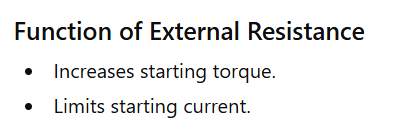 Function of External Resistance
• Increases starting torque.
• Limits starting current.